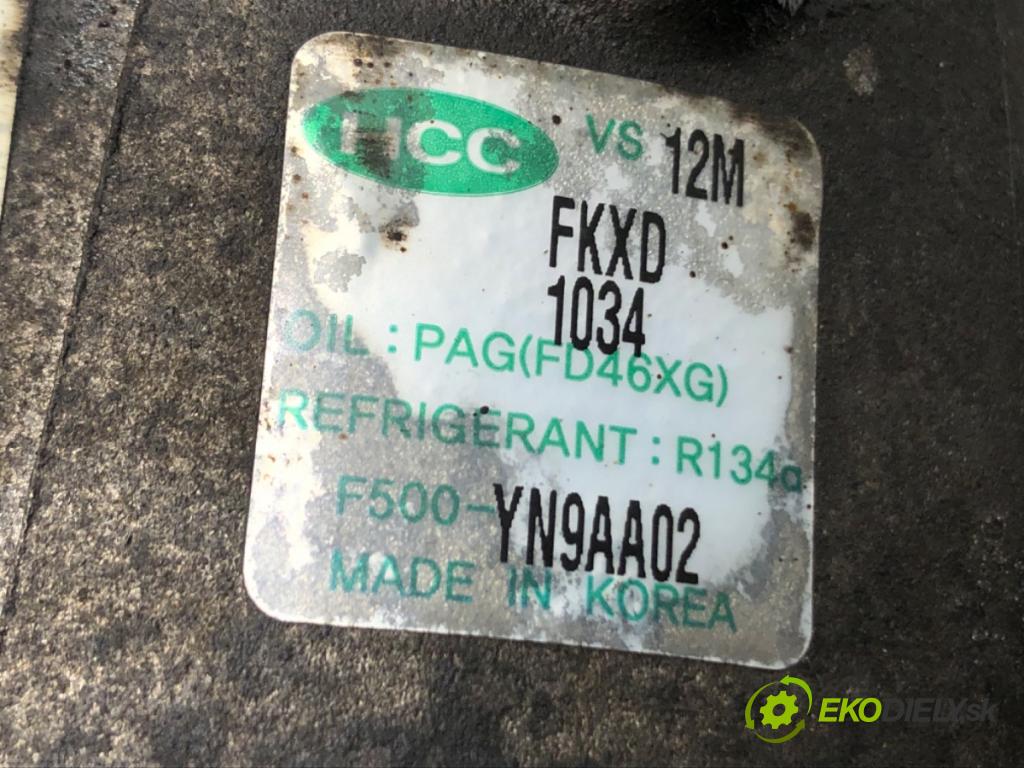 HCC VS 12M
FKXD
1034
OIL : PAG(FD46XG)
REFRIGERANT : R134a
F500-YN9AA02
MADE IN KOREA
EKODIELY.sk